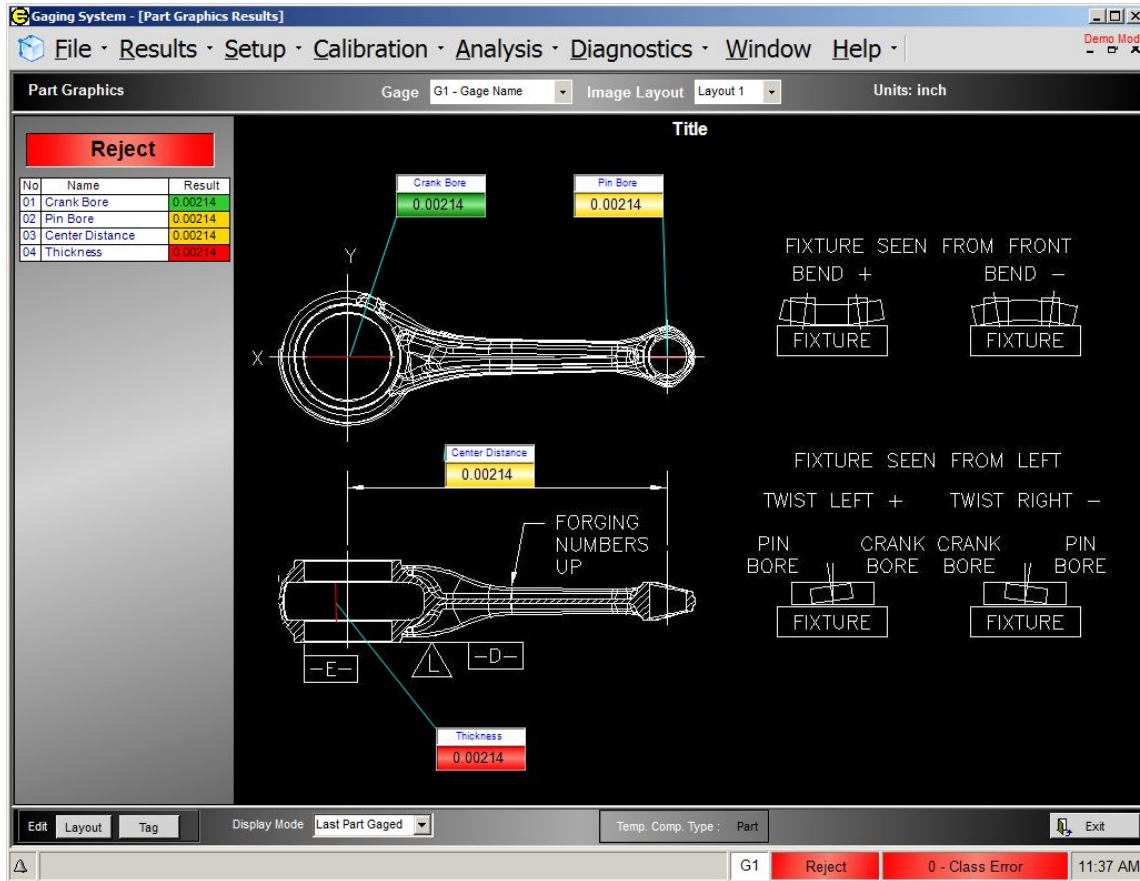 Gaging System - [Part Graphics Results]
File Results Setup Calibration Analysis Diagnostics Window Help
Demo Mod
Part Graphics
Gage G1 - Gage Name Image Layout Layout 1 Units: inch
Reject
No Name Result
01 Crank Bore 0.00214
02 Pin Bore 0.00214
03 Center Distance 0.00214
04 Thickness 0.00214
Title
Crank Bore
0.00214
Pin Bore
0.00214
Y
X
FIXTURE SEEN FROM FRONT
BEND + BEND -
FIXTURE FIXTURE
Center Distance
0.00214
FORGING
NUMBERS
UP
-E-
L
-D-
Thickness
0.00214
FIXTURE SEEN FROM LEFT
TWIST LEFT + TWIST RIGHT -
PIN CRANK CRANK PIN
BORE BORE BORE BORE
FIXTURE FIXTURE
Edit Layout Tag Display Mode Last Part Gaged Temp. Comp. Type : Part Exit
G1 Reject 0 - Class Error 11:37 AM